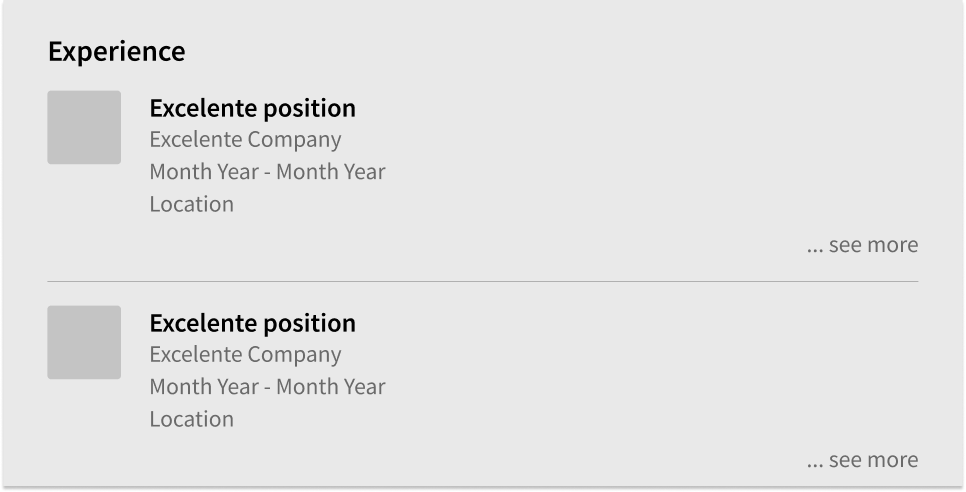 Experience
Excelente position
Excelente Company
Month Year - Month Year
Location
... see more
Excelente position
Excelente Company
Month Year - Month Year
Location
... see more